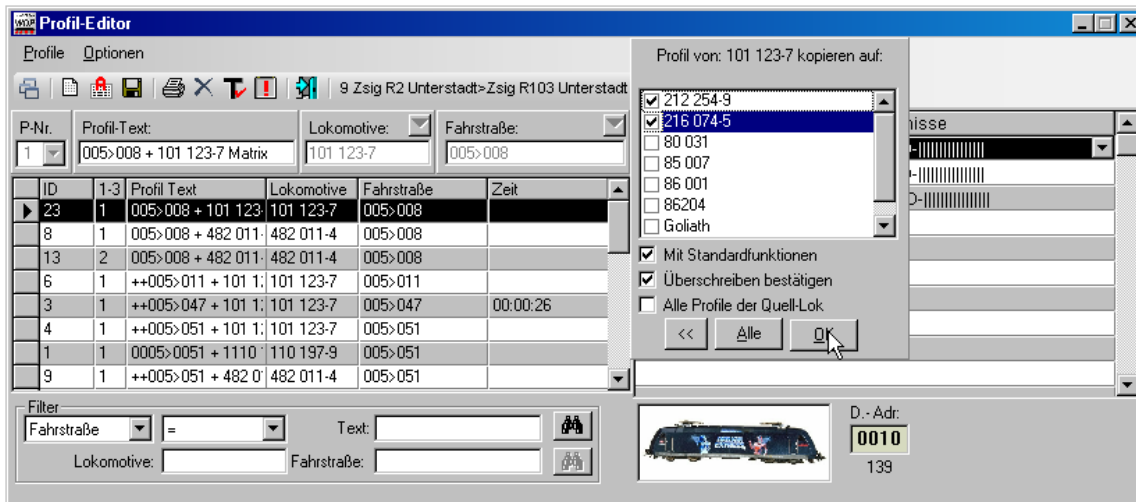 WDP Profil-Editor
Profile Optionen
9 Zsig R2 Unterstadt>Zsig R103 Unterstadt
P-Nr. Profil-Text: Lokomotive: Fahrstraße:
1 005>008 + 101 123-7 Matrix 101 123-7 005>008
ID 1-3 Profil Text Lokomotive Fahrstraße Zeit
23 1 005>008 + 101 123- 101 123-7 005>008
8 1 005>008 + 482 011- 482 011-4 005>008
13 2 005>008 + 482 011- 482 011-4 005>008
6 1 ++005>011 + 101 1 101 123-7 005>011
3 1 ++005>047 + 101 1 101 123-7 005>047 00:00:26
4 1 ++005>051 + 101 1 101 123-7 005>051
1 1 0005>0051 + 1110 110 197-9 005>051
9 1 ++005>051 + 482 0 482 011-4 005>051
Profil von: 101 123-7 kopieren auf:
212 254-9
216 074-5
80 031
85 007
86 001
86204
Goliath
Mit Standardfunktionen
Überschreiben bestätigen
Alle Profile der Quell-Lok
<< Alle OK
nisse
-|||||||||||||||
-|||||||||||||||
-|||||||||||||||
Filter
Fahrstraße = Text:
Lokomotive: Fahrstraße:
D.- Adr:
0010
139